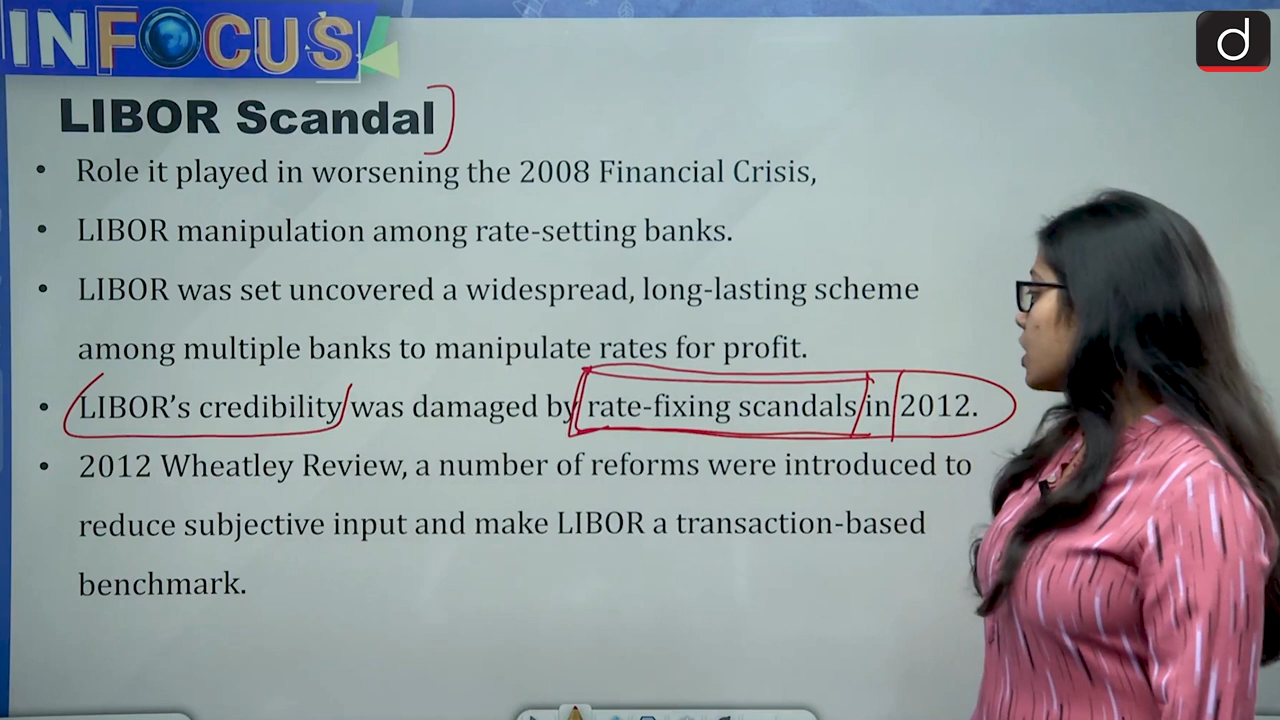 INFOCUS
d
LIBOR Scandal
• Role it played in worsening the 2008 Financial Crisis,
• LIBOR manipulation among rate-setting banks.
• LIBOR was set uncovered a widespread, long-lasting scheme
among multiple banks to manipulate rates for profit.
• LIBOR’s credibility was damaged by rate-fixing scandals in 2012.
• 2012 Wheatley Review, a number of reforms were introduced to
reduce subjective input and make LIBOR a transaction-based
benchmark.